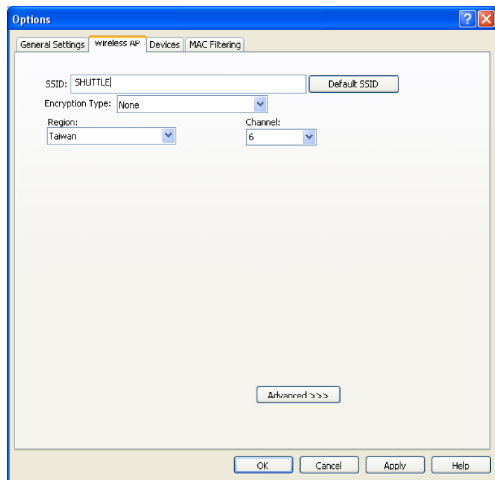 Options
General Settings Wireless AP Devices MAC Filtering
SSID: SHUTTLE Default SSID
Encryption Type: None
Region: Channel:
Taiwan 6
Advanced >>>
OK Cancel Apply Help